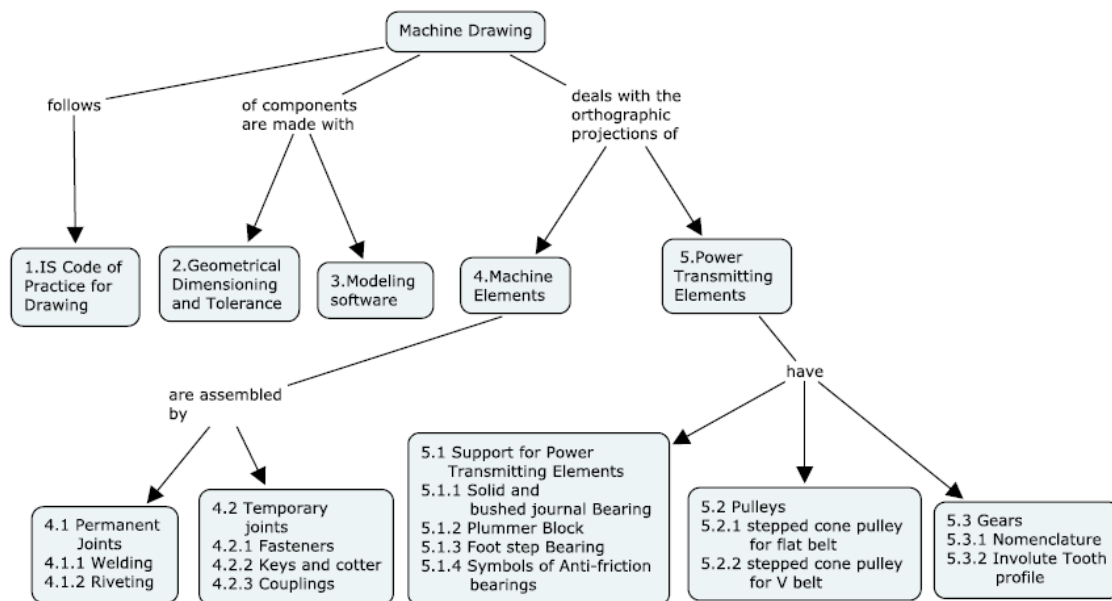 Machine Drawing
follows
of components
are made with
deals with the
orthographic
projections of
1.IS Code of
Practice for
Drawing
2.Geometrical
Dimensioning
and Tolerance
3.Modeling
software
4.Machine
Elements
5.Power
Transmitting
Elements
are assembled
by
have
4.1 Permanent
Joints
4.1.1 Welding
4.1.2 Riveting
4.2 Temporary
joints
4.2.1 Fasteners
4.2.2 Keys and cotter
4.2.3 Couplings
5.1 Support for Power
Transmitting Elements
5.1.1 Solid and
bushed journal Bearing
5.1.2 Plummer Block
5.1.3 Foot step Bearing
5.1.4 Symbols of Anti-friction
bearings
5.2 Pulleys
5.2.1 stepped cone pulley
for flat belt
5.2.2 stepped cone pulley
for V belt
5.3 Gears
5.3.1 Nomenclature
5.3.2 Involute Tooth
profile